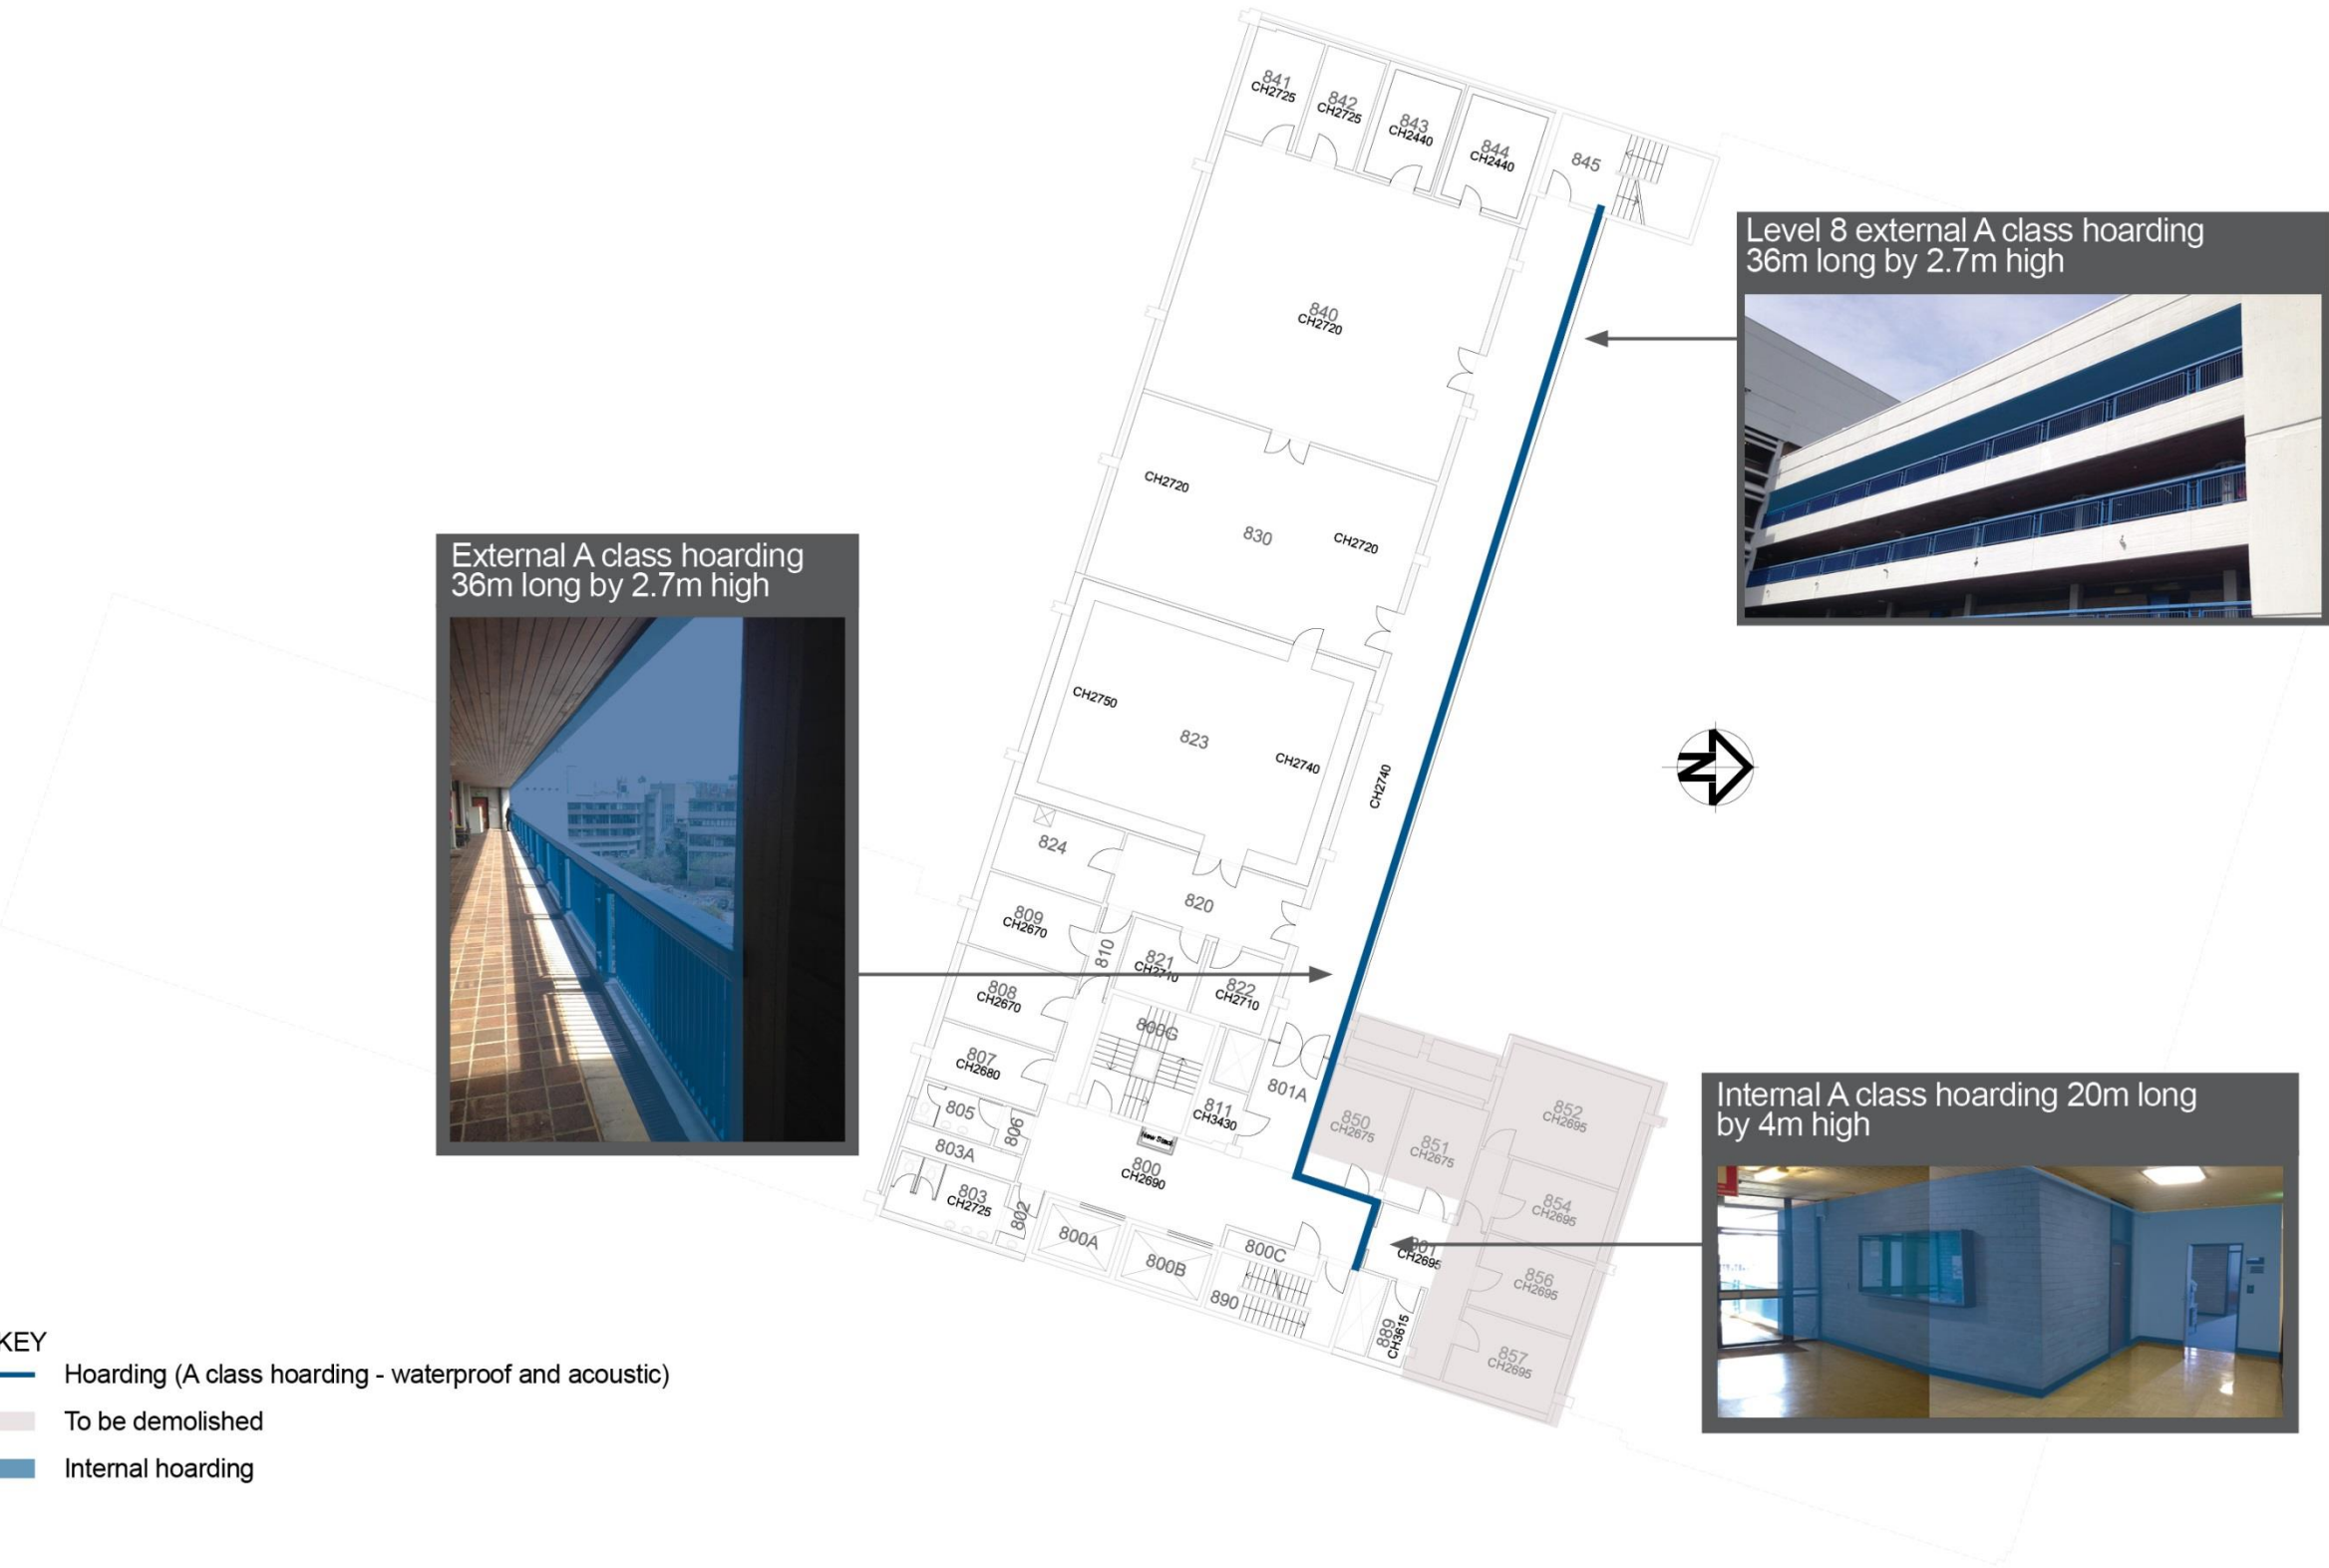 841
CH2725
842
CH2725
843
CH2440
844
CH2440
845
Level 8 external A class hoarding
36m long by 2.7m high
840
CH2720
CH2720
830
CH2720
External A class hoarding
36m long by 2.7m high
CH2750
823
CH2740
CH2740
N
824
820
809
CH2670
810
821
CH2710
822
CH2710
808
CH2670
800G
807
CH2680
801A
811
CH3430
805
806
803A
New Stack
800
CH2690
803
CH2725
802
800A
800B
800C
890
850
CH2675
851
CH2675
852
CH2695
854
CH2695
801
CH2695
856
CH2695
889
CH3615
857
CH2695
Internal A class hoarding 20m long
by 4m high
KEY
Hoarding (A class hoarding - waterproof and acoustic)
To be demolished
Internal hoarding